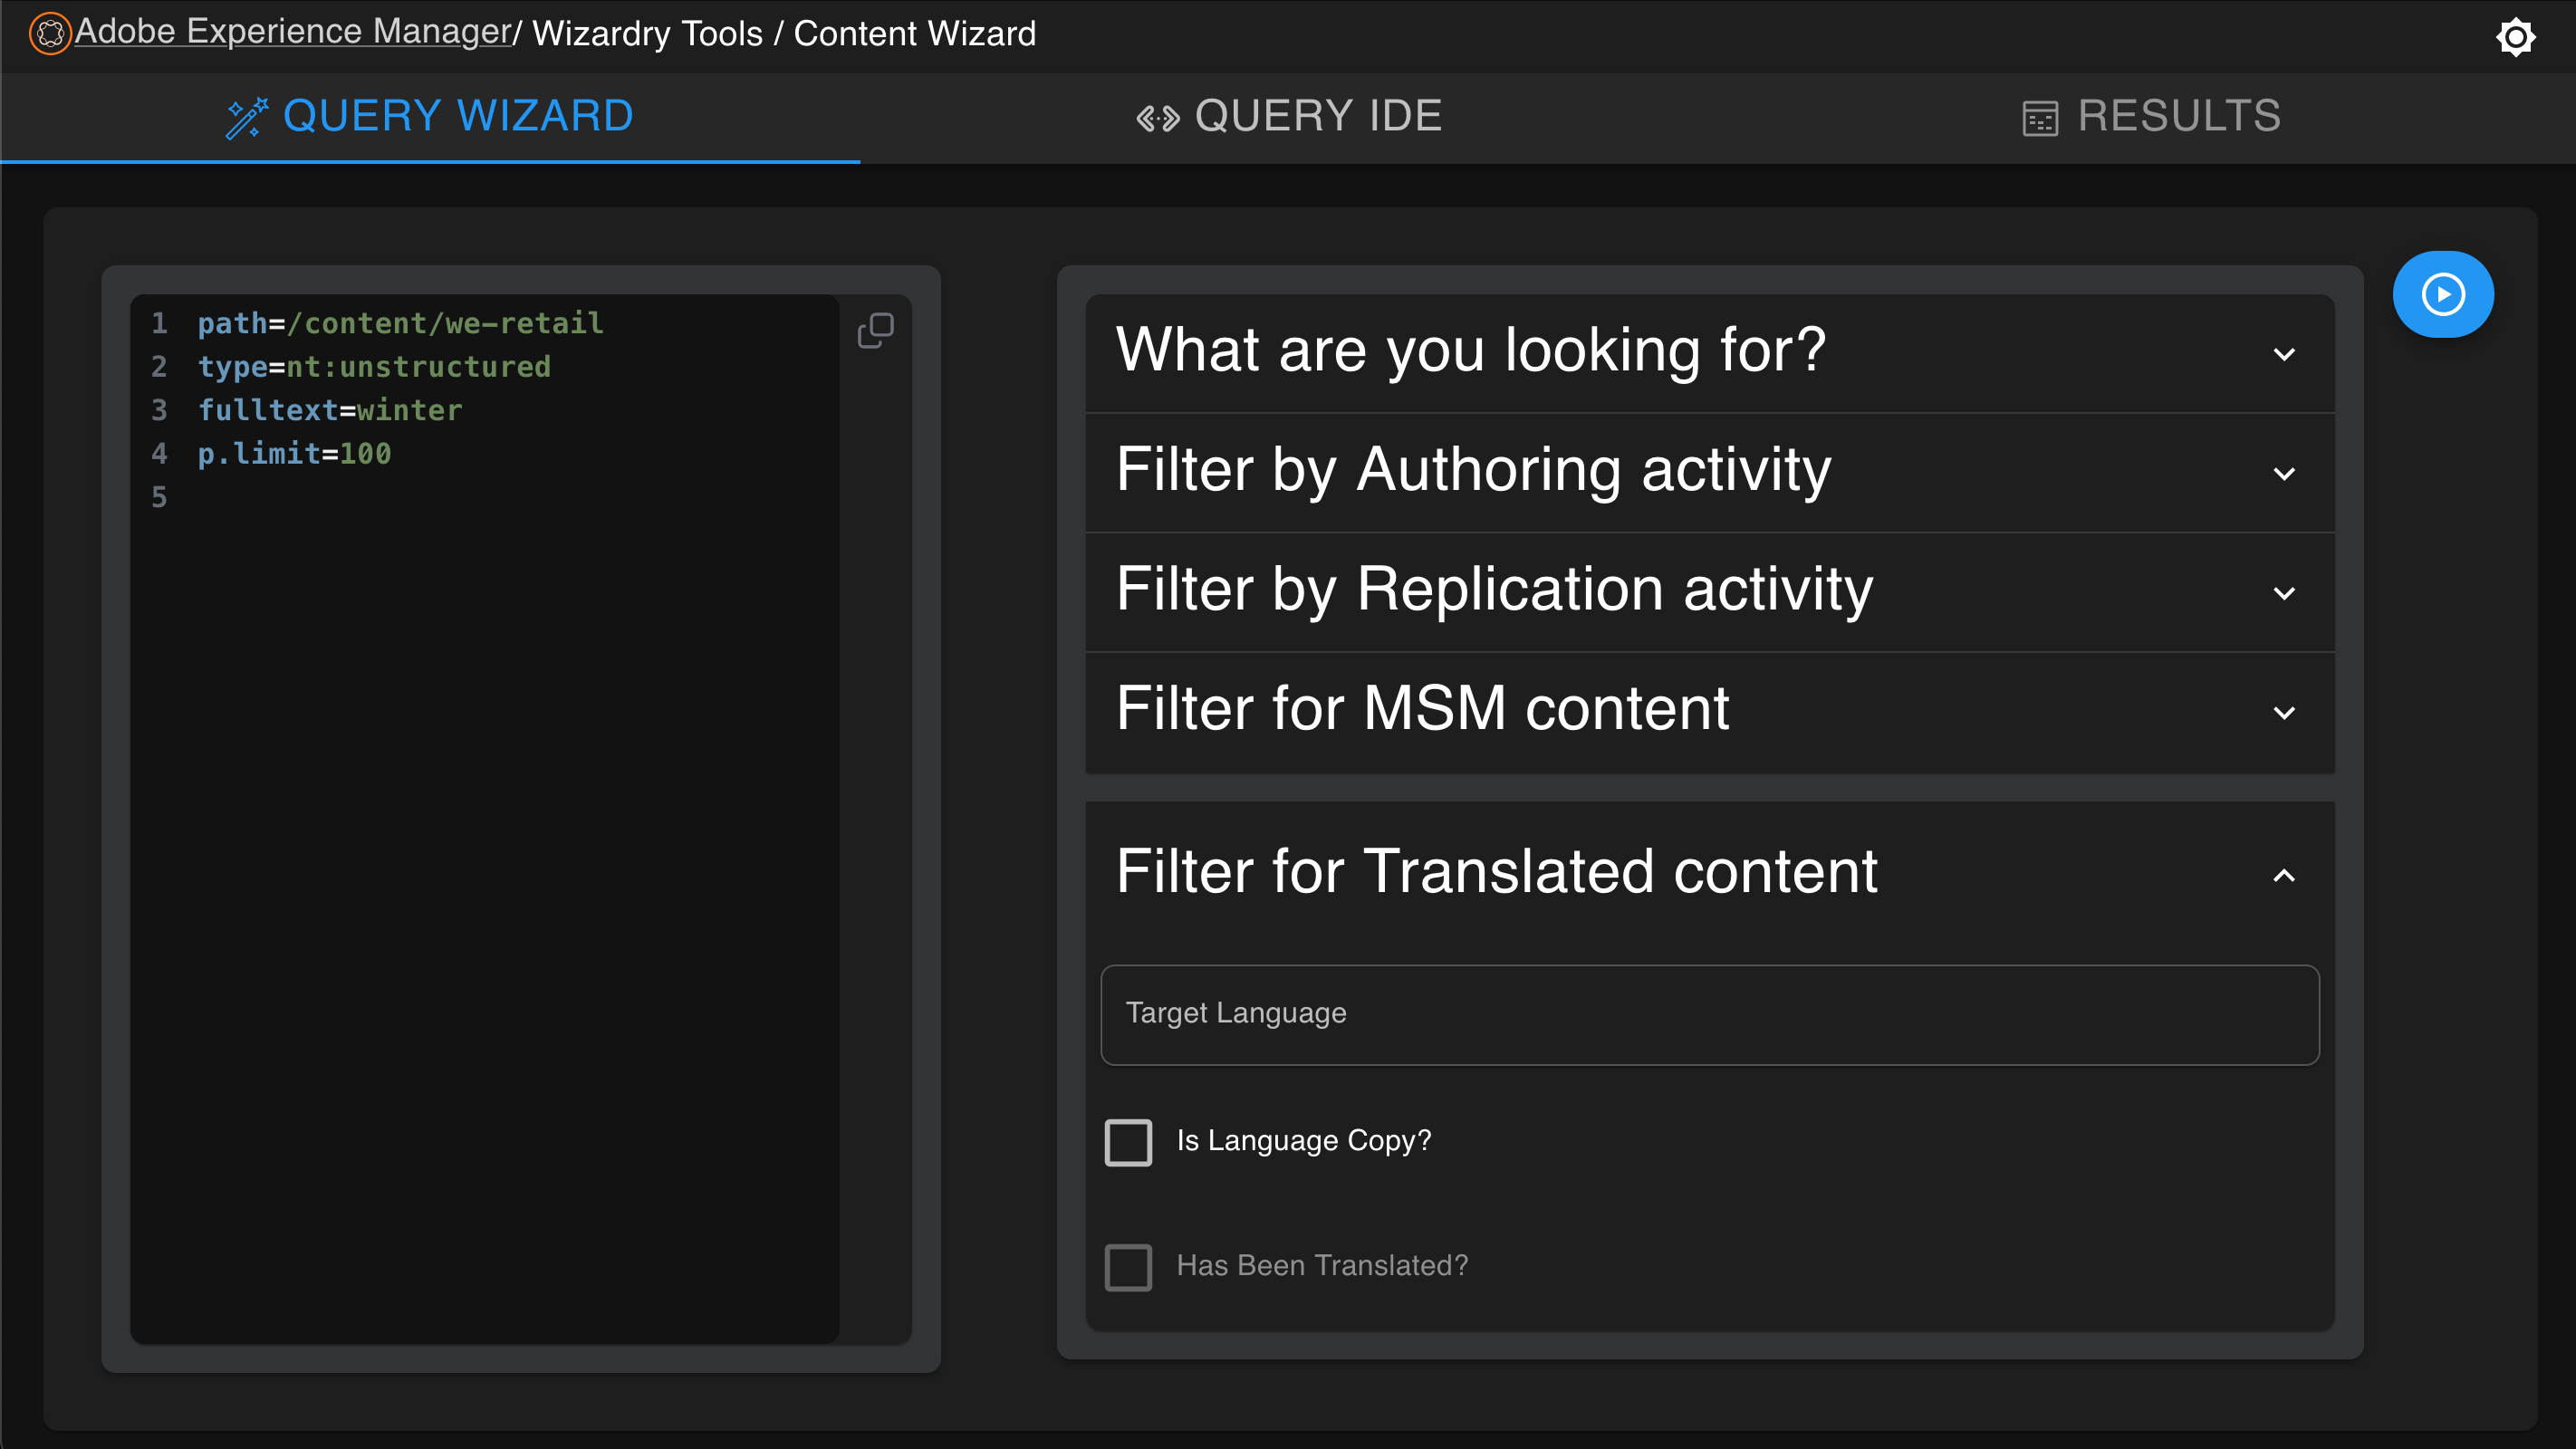 Adobe Experience Manager/ Wizardry Tools / Content Wizard
QUERY WIZARD
QUERY IDE
RESULTS
1 path=/content/we-retail
2 type=nt:unstructured
3 fulltext=winter
4 p.limit=100
5
What are you looking for?
Filter by Authoring activity
Filter by Replication activity
Filter for MSM content
Filter for Translated content
Target Language
Is Language Copy?
Has Been Translated?